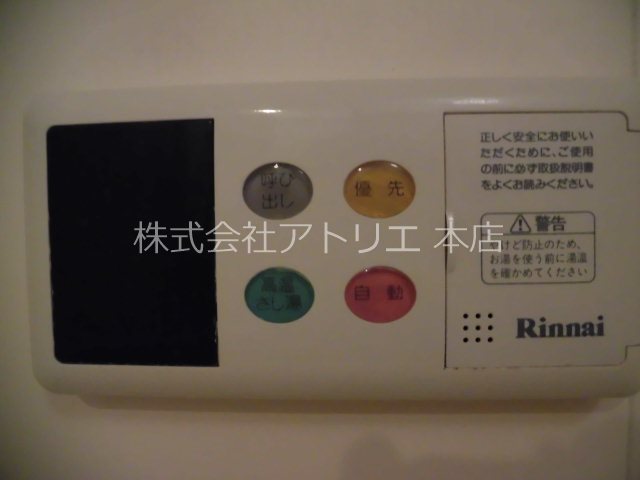 正しく安全にお使いい
ただくために、ご使用
の前に必ず取扱説明書
をよくお読みください。
呼び
出し
優先
⚠警告
やけど防止のため、
お湯を使う前に湯温
を確かめてください
株式会社アトリエ 本店
高温
さし湯
自動
Rinnai